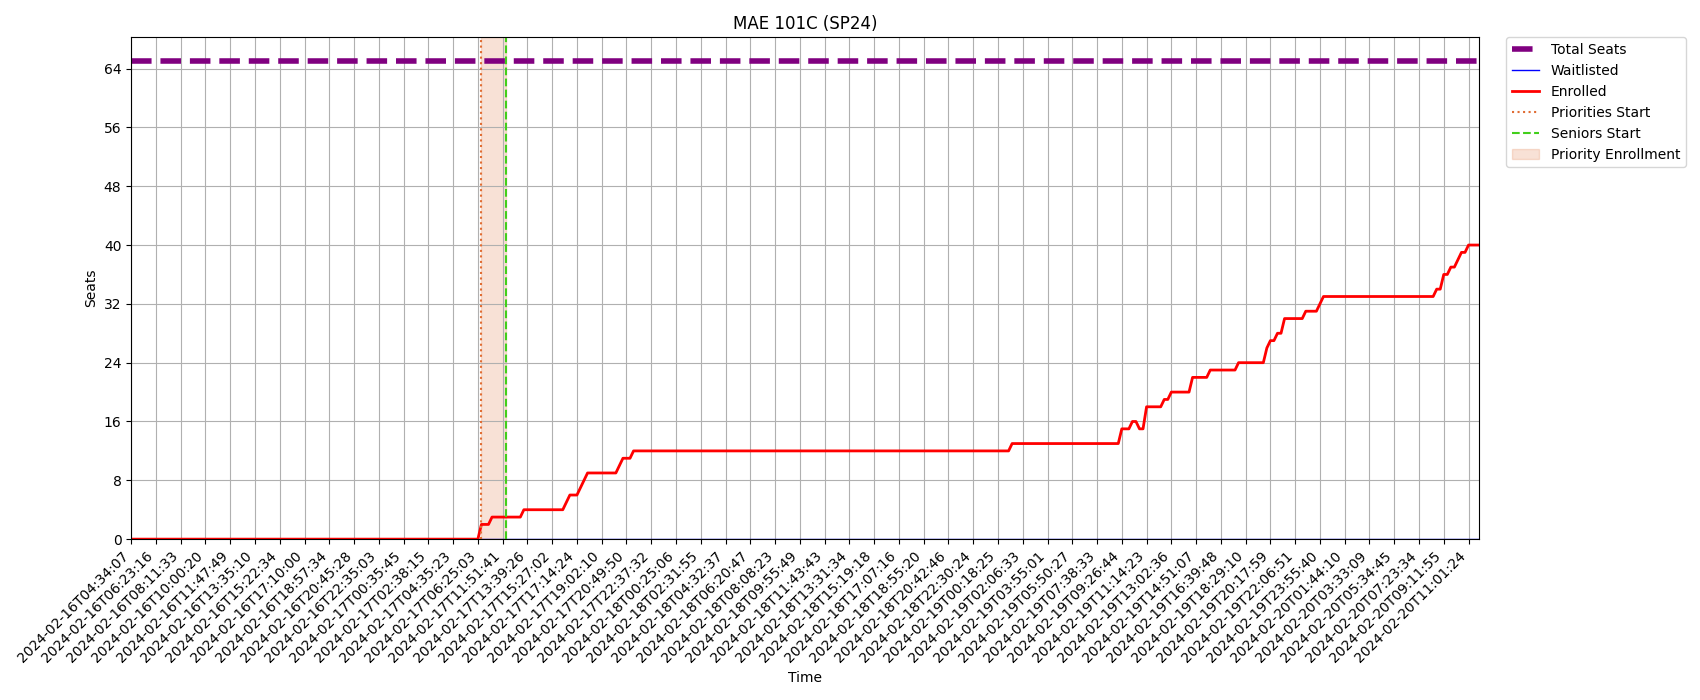 MAE 101C (SP24)
Total Seats
Waitlisted
Enrolled
Priorities Start
Seniors Start
Priority Enrollment
Seats
64
56
48
40
32
24
16
8
0
2024-02-16T04:34:07
2024-02-16T06:23:16
2024-02-16T08:11:33
2024-02-16T10:00:20
2024-02-16T11:47:49
2024-02-16T13:35:10
2024-02-16T15:22:34
2024-02-16T17:10:00
2024-02-16T18:57:34
2024-02-16T20:45:28
2024-02-16T22:35:03
2024-02-17T00:35:45
2024-02-17T02:38:15
2024-02-17T04:35:23
2024-02-17T06:25:03
2024-02-17T11:51:41
2024-02-17T13:39:26
2024-02-17T15:27:02
2024-02-17T17:14:24
2024-02-17T19:02:10
2024-02-17T20:49:50
2024-02-17T22:37:32
2024-02-18T00:25:06
2024-02-18T02:31:55
2024-02-18T04:32:37
2024-02-18T06:20:47
2024-02-18T08:08:23
2024-02-18T09:55:49
2024-02-18T11:43:43
2024-02-18T13:31:34
2024-02-18T15:19:18
2024-02-18T17:07:16
2024-02-18T18:55:20
2024-02-18T20:42:46
2024-02-18T22:30:24
2024-02-19T00:18:25
2024-02-19T02:06:33
2024-02-19T03:55:01
2024-02-19T05:50:27
2024-02-19T07:38:33
2024-02-19T09:26:44
2024-02-19T11:14:23
2024-02-19T13:02:36
2024-02-19T14:51:07
2024-02-19T16:39:48
2024-02-19T18:29:10
2024-02-19T20:17:59
2024-02-19T22:06:51
2024-02-19T23:55:40
2024-02-20T01:44:10
2024-02-20T03:33:09
2024-02-20T05:34:45
2024-02-20T07:23:34
2024-02-20T09:11:55
2024-02-20T11:01:24
Time